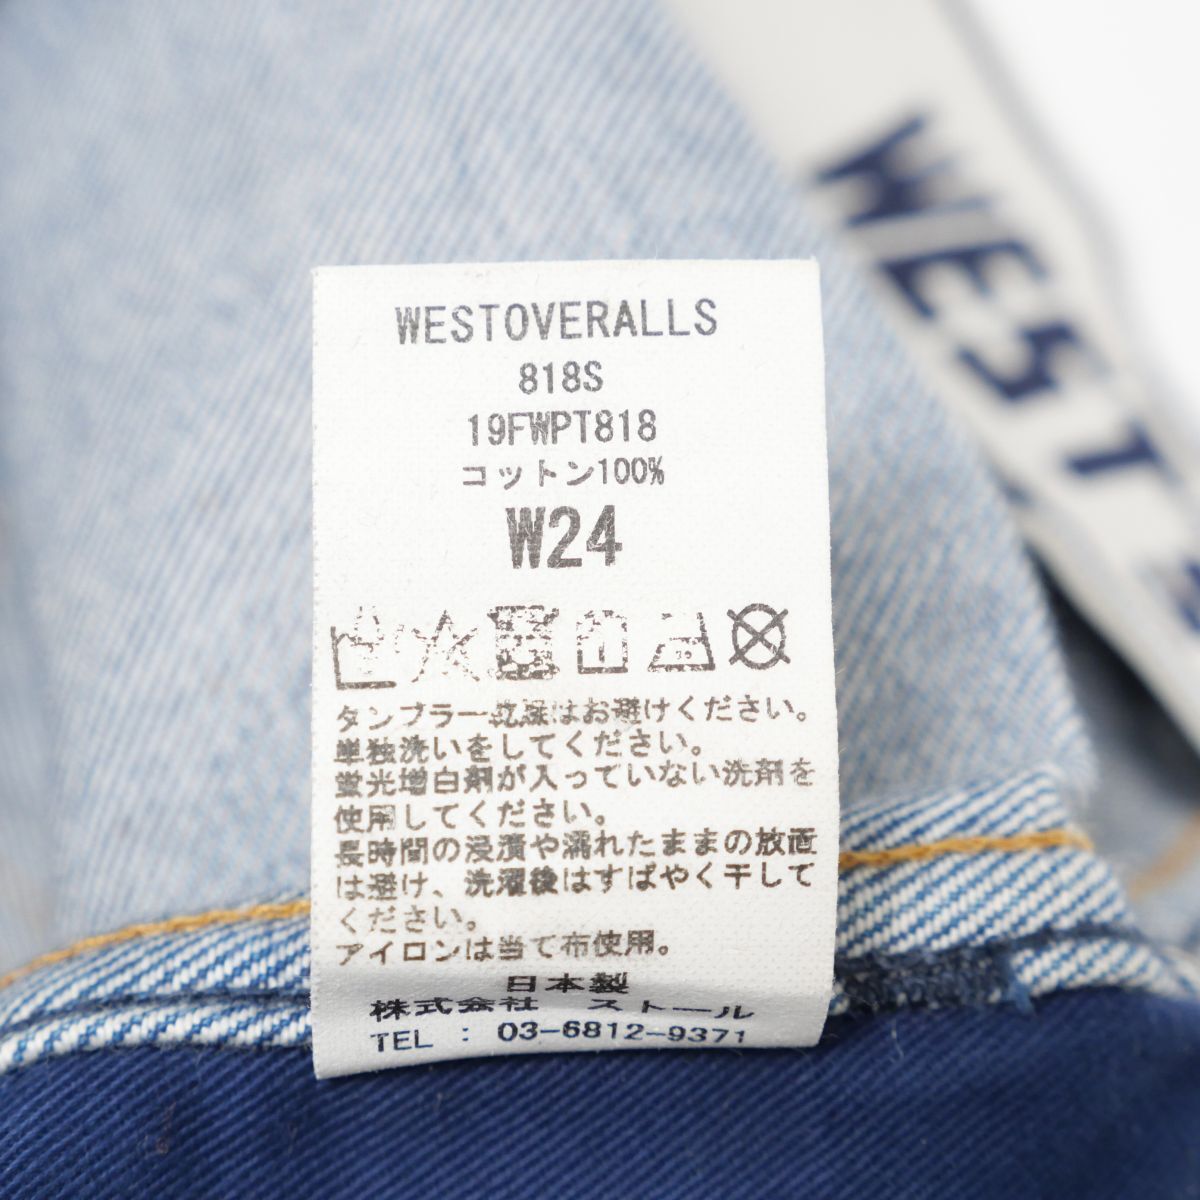 WEST
WESTOVERALLS
818S
19FWPT818
コットン100%
W24
タンブラー乾燥はお避けください。
単独洗いをしてください。
蛍光増白剤が入っていない洗剤を
使用してください。
長時間の浸漬や濡れたままの放置
は避け、洗濯後はすばやく干して
ください。
アイロンは当て布使用。
日本製
株式会社 ストール
TEL : 03-6812-9371